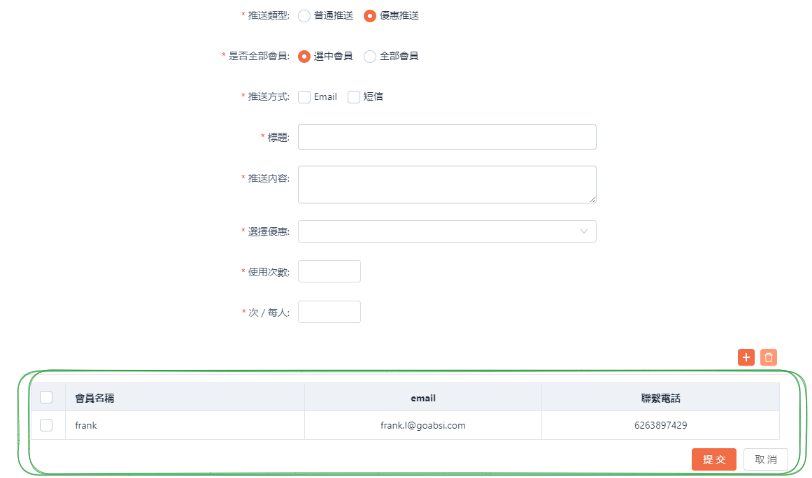 * 推送類型: 普通推送 優惠推送
* 是否全部會員: 選中會員 全部會員
* 推送方式: Email 短信
* 標題:
* 推送内容:
* 選擇優惠:
* 使用次數:
* 次 / 每人:
會員名稱 email 聯繫電話
frank frank.l@goabsi.com 6263897429
提 交 取 消